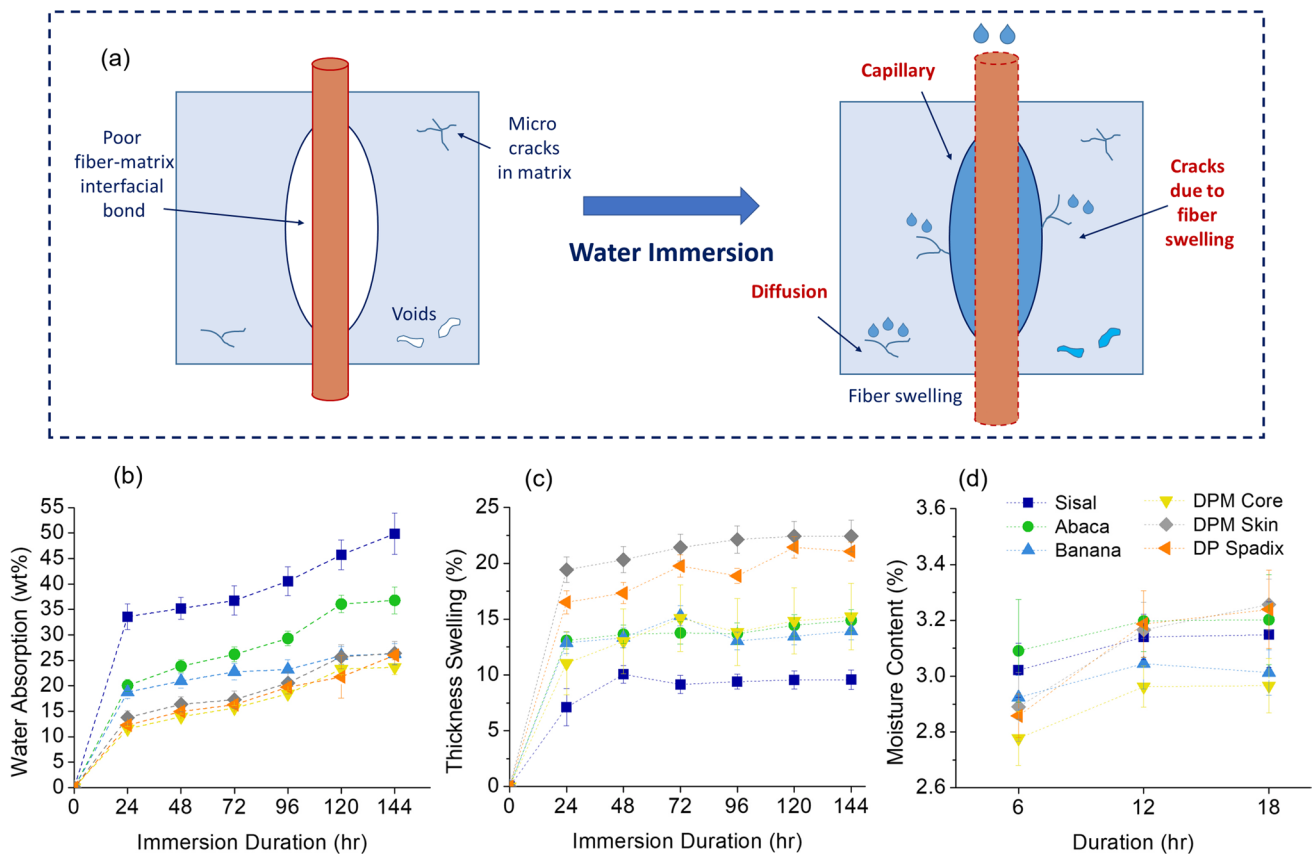 (a)
Poor
fiber-matrix
interfacial
bond
Micro
cracks
in matrix
Voids
Water Immersion
Capillary
Cracks
due to
fiber
swelling
Diffusion
Fiber swelling
(b)
Water Absorption (wt%)
55
50
45
40
35
30
25
20
15
10
5
0
0 24 48 72 96 120 144
Immersion Duration (hr)
(c)
Thickness Swelling (%)
25
20
15
10
5
0
0 24 48 72 96 120 144
Immersion Duration (hr)
(d)
Moisture Content (%)
3.6
3.4
3.2
3.0
2.8
2.6
Sisal DPM Core
Abaca DPM Skin
Banana DP Spadix
6 12 18
Duration (hr)